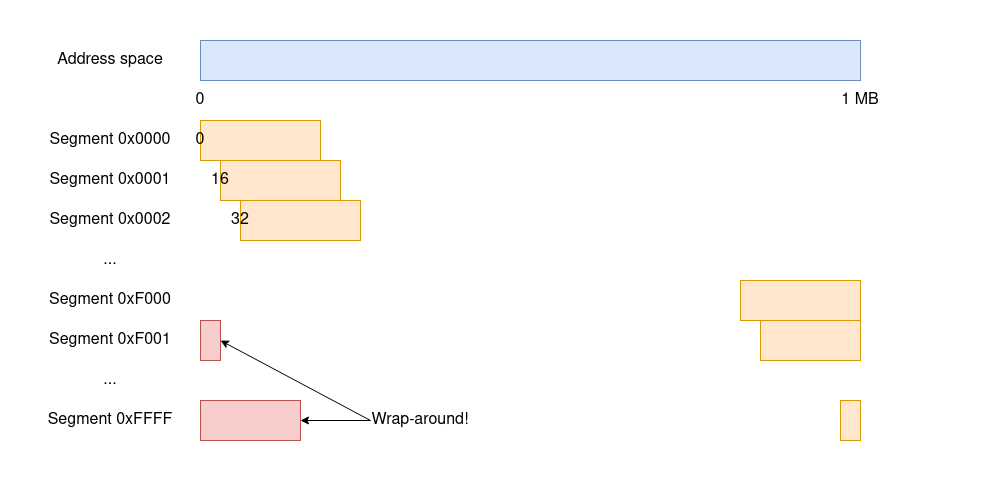 Address space
0
1 MB
Segment 0x0000
0
Segment 0x0001
16
Segment 0x0002
32
...
Segment 0xF000
Segment 0xF001
...
Segment 0xFFFF
Wrap-around!